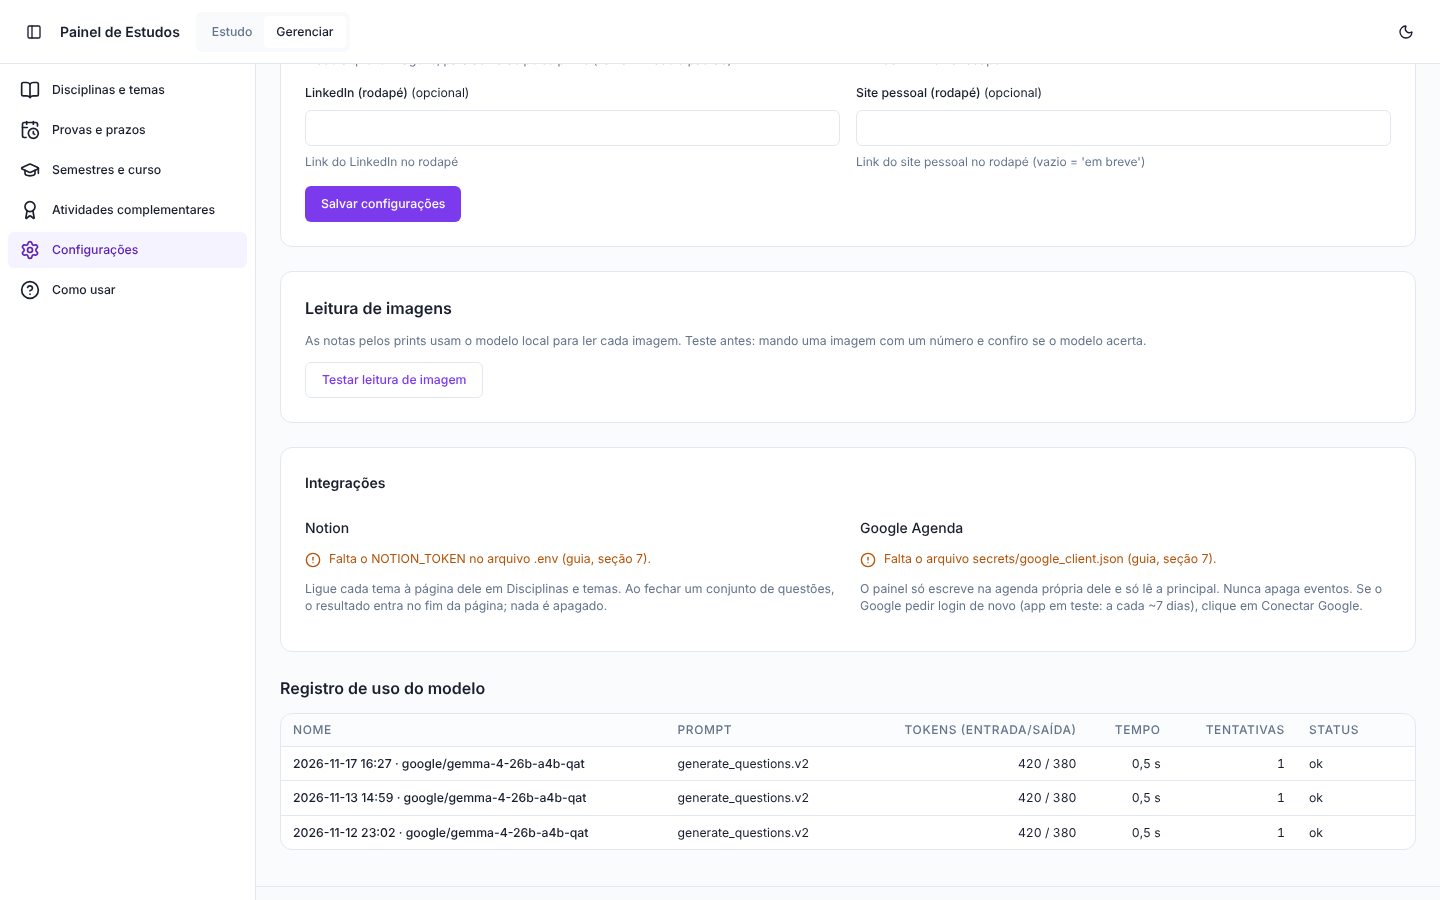 Painel de Estudos
Estudo
Gerenciar
Disciplinas e temas
Provas e prazos
Semestres e curso
Atividades complementares
Configurações
Como usar
LinkedIn (rodapé) (opcional)
Site pessoal (rodapé) (opcional)
Link do LinkedIn no rodapé
Link do site pessoal no rodapé (vazio = 'em breve')
Salvar configurações
Leitura de imagens
As notas pelos prints usam o modelo local para ler cada imagem. Teste antes: mando uma imagem com um número e confiro se o modelo acerta.
Testar leitura de imagem
Integrações
Notion
Falta o NOTION_TOKEN no arquivo .env (guia, seção 7).
Ligue cada tema à página dele em Disciplinas e temas. Ao fechar um conjunto de questões,
o resultado entra no fim da página; nada é apagado.
Google Agenda
Falta o arquivo secrets/google_client.json (guia, seção 7).
O painel só escreve na agenda própria dele e só lê a principal. Nunca apaga eventos. Se o
Google pedir login de novo (app em teste: a cada ~7 dias), clique em Conectar Google.
Registro de uso do modelo
NOME PROMPT TOKENS (ENTRADA/SAÍDA) TEMPO TENTATIVAS STATUS
2026-11-17 16:27 · google/gemma-4-26b-a4b-qat generate_questions.v2 420 / 380 0,5 s 1 ok
2026-11-13 14:59 · google/gemma-4-26b-a4b-qat generate_questions.v2 420 / 380 0,5 s 1 ok
2026-11-12 23:02 · google/gemma-4-26b-a4b-qat generate_questions.v2 420 / 380 0,5 s 1 ok